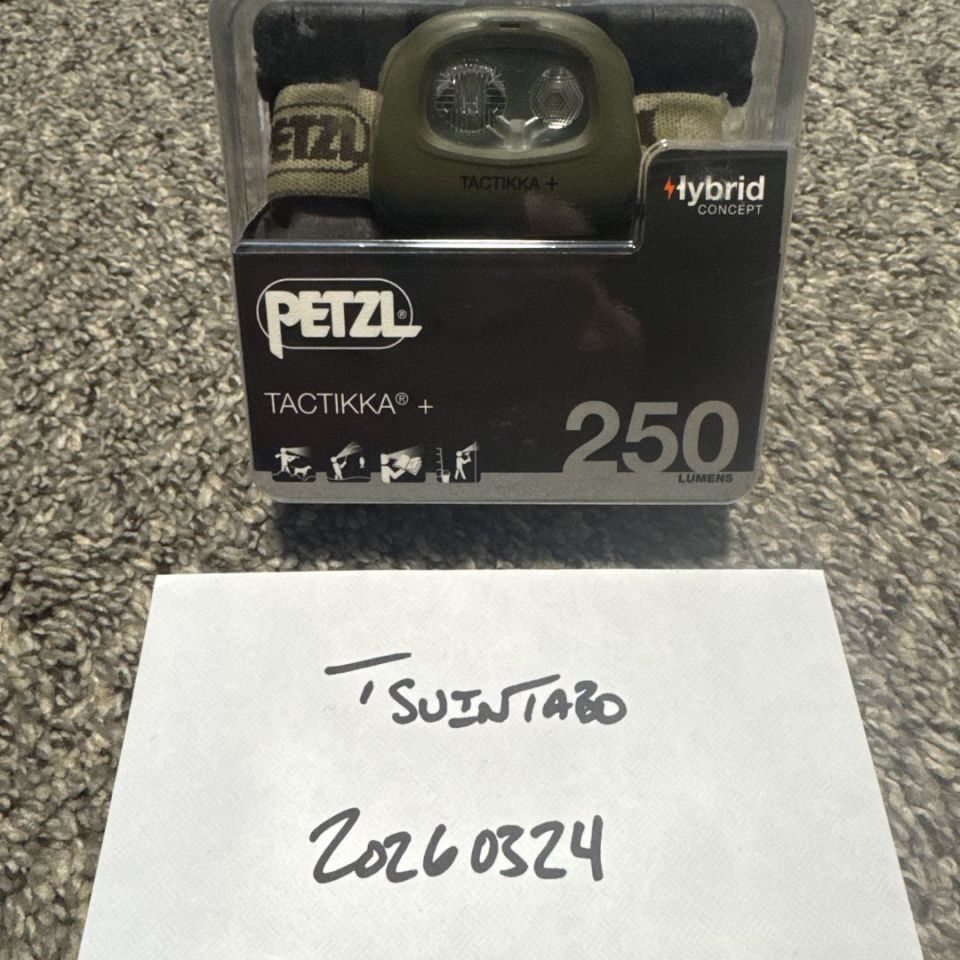 PETZL
TACTIKKA +
Hybrid
CONCEPT
PETZL®
TACTIKKA® +
250
LUMENS
TSUINTABO
20260324